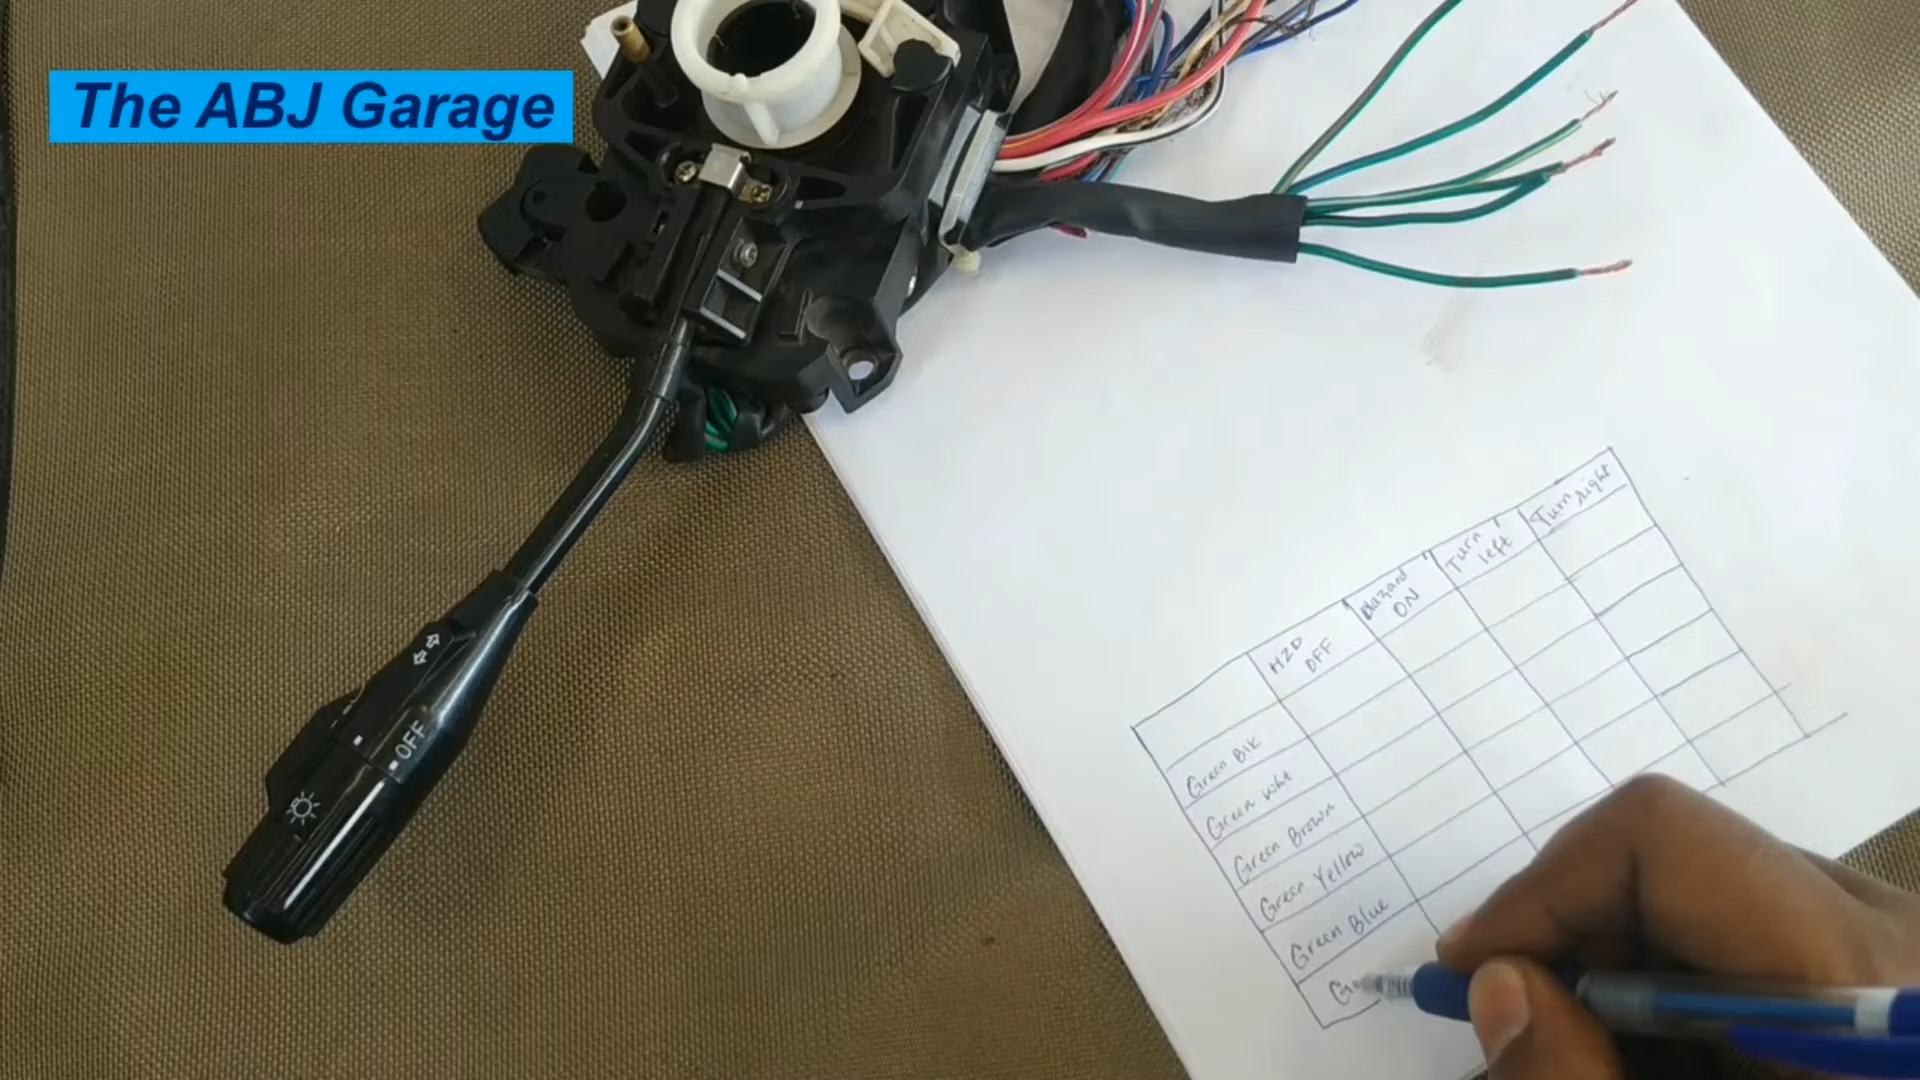 The ABJ Garage
OFF
HZD
OFF
Hazard
ON
Turn
left
Turn right
Green Blk
Green Wht
Green Brown
Green Yellow
Green Blue
G